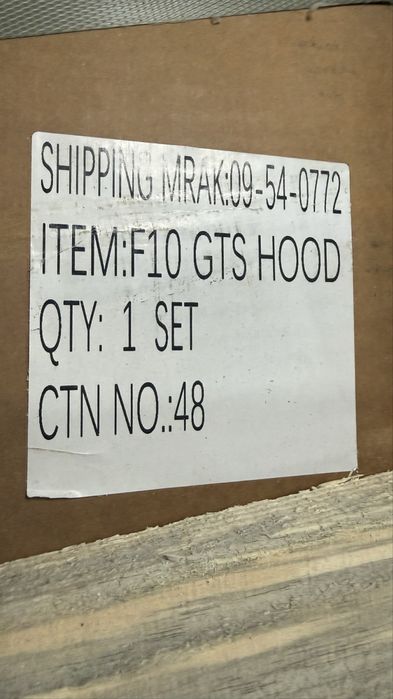 SHIPPING MRAK:09-54-0772
ITEM:F10 GTS HOOD
QTY: 1 SET
CTN NO.:48